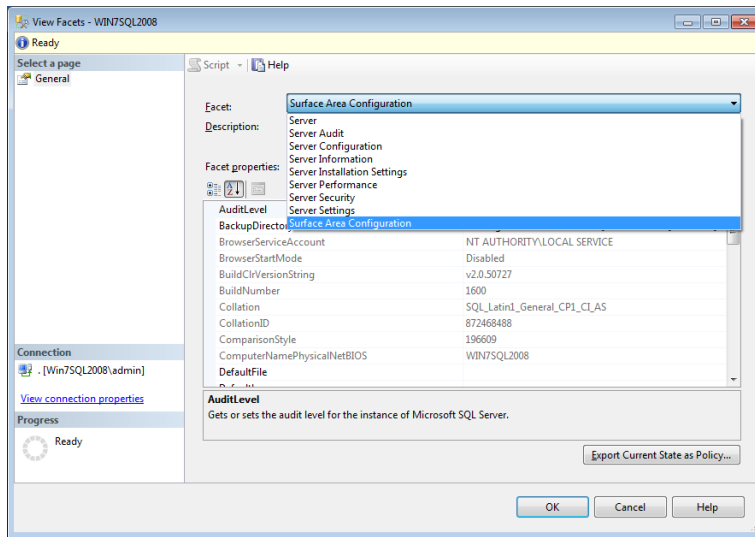 View Facets - WIN7SQL2008
Ready
Select a page
General
Script Help
Facet: Surface Area Configuration
Description:
Server
Server Audit
Server Configuration
Server Information
Server Installation Settings
Server Performance
Server Security
Server Settings
Surface Area Configuration
Facet properties:
AuditLevel
BrowserServiceAccount NT AUTHORITY\LOCAL SERVICE
BrowserStartMode Disabled
BuildClrVersionString v2.0.50727
BuildNumber 1600
Collation SQL_Latin1_General_CP1_CI_AS
CollationID 872468488
ComparisonStyle 196609
ComputerNamePhysicalNetBIOS WIN7SQL2008
DefaultFile
AuditLevel
Gets or sets the audit level for the instance of Microsoft SQL Server.
Connection
. [Win7SQL2008\admin]
View connection properties
Progress
Ready
Export Current State as Policy...
OK Cancel Help